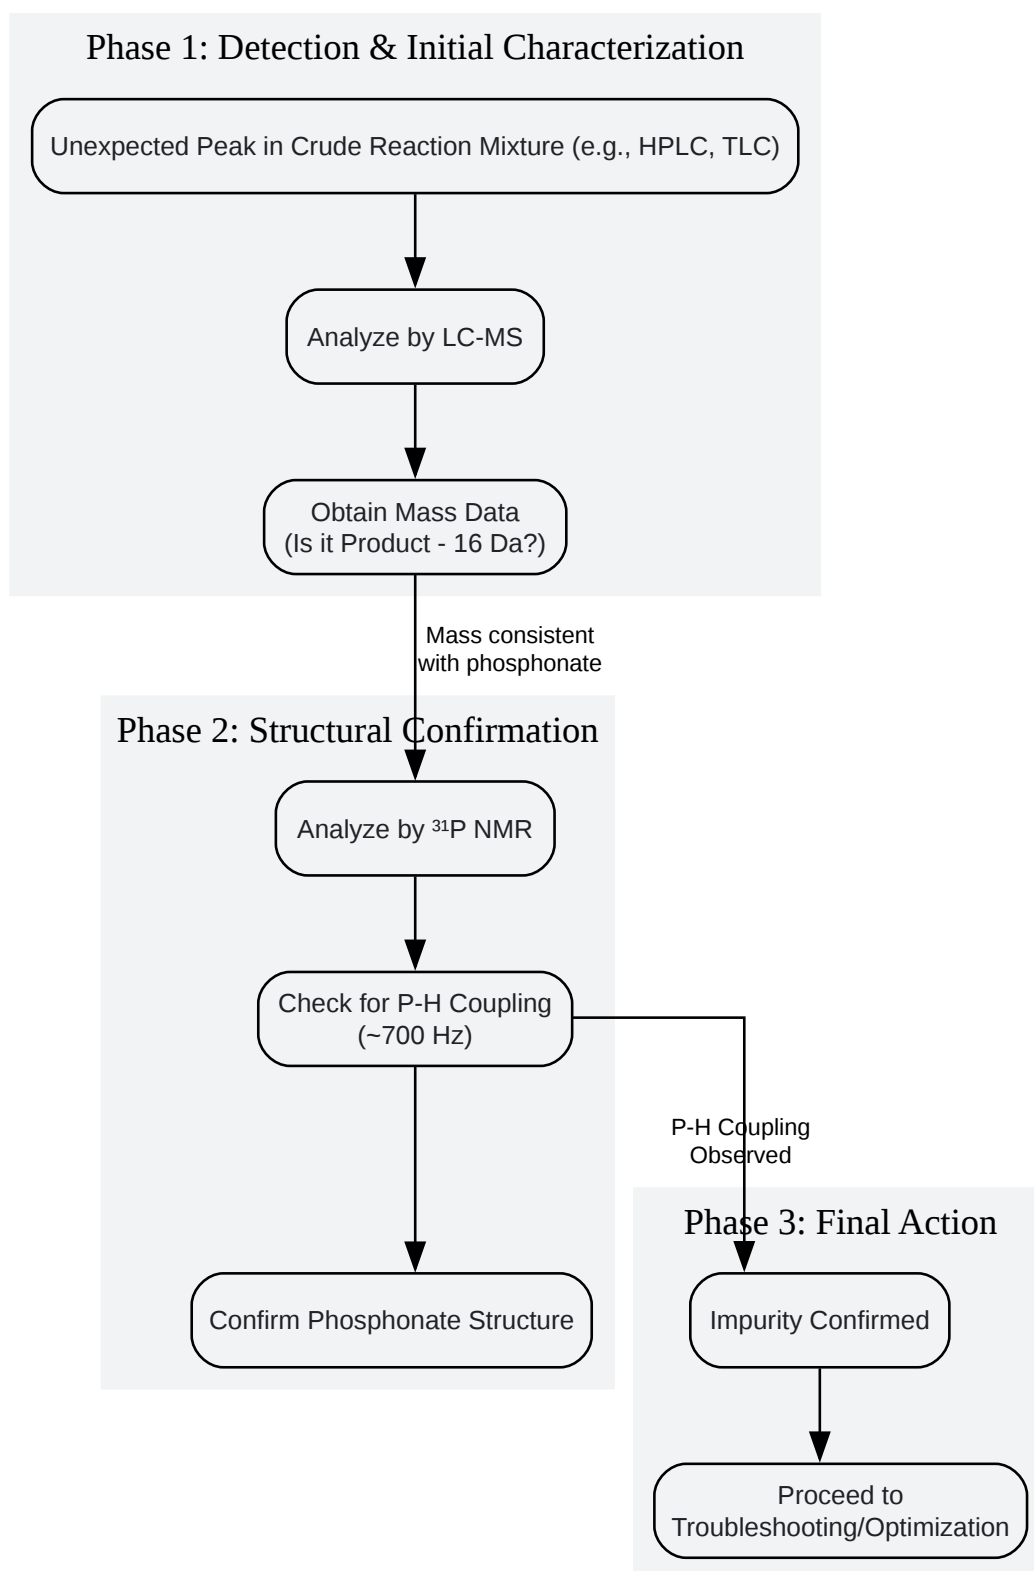 Phase 1: Detection & Initial Characterization
Unexpected Peak in Crude Reaction Mixture (e.g., HPLC, TLC)
Analyze by LC-MS
Obtain Mass Data
(Is it Product - 16 Da?)
Mass consistent
with phosphonate
Phase 2: Structural Confirmation
Analyze by ³¹P NMR
Check for P-H Coupling
(~700 Hz)
P-H Coupling
Observed
Confirm Phosphonate Structure
Phase 3: Final Action
Impurity Confirmed
Proceed to
Troubleshooting/Optimization